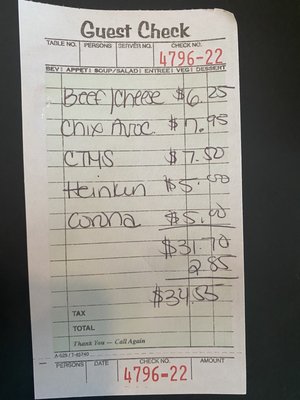 Guest Check
TABLE NO. PERSONS SERVER NO. CHECK NO.
4796-22
BEV | APPET | SOUP/SALAD | ENTREE | VEG | DESSERT
Beef/Cheese $6.25
Chix Avoc. $7.95
CTMS $7.50
Heinkin $5.00
Corona $5.00
$31.70
2.85
$34.55
TAX
TOTAL
Thank You — Call Again
PERSONS DATE CHECK NO. AMOUNT
4796-22